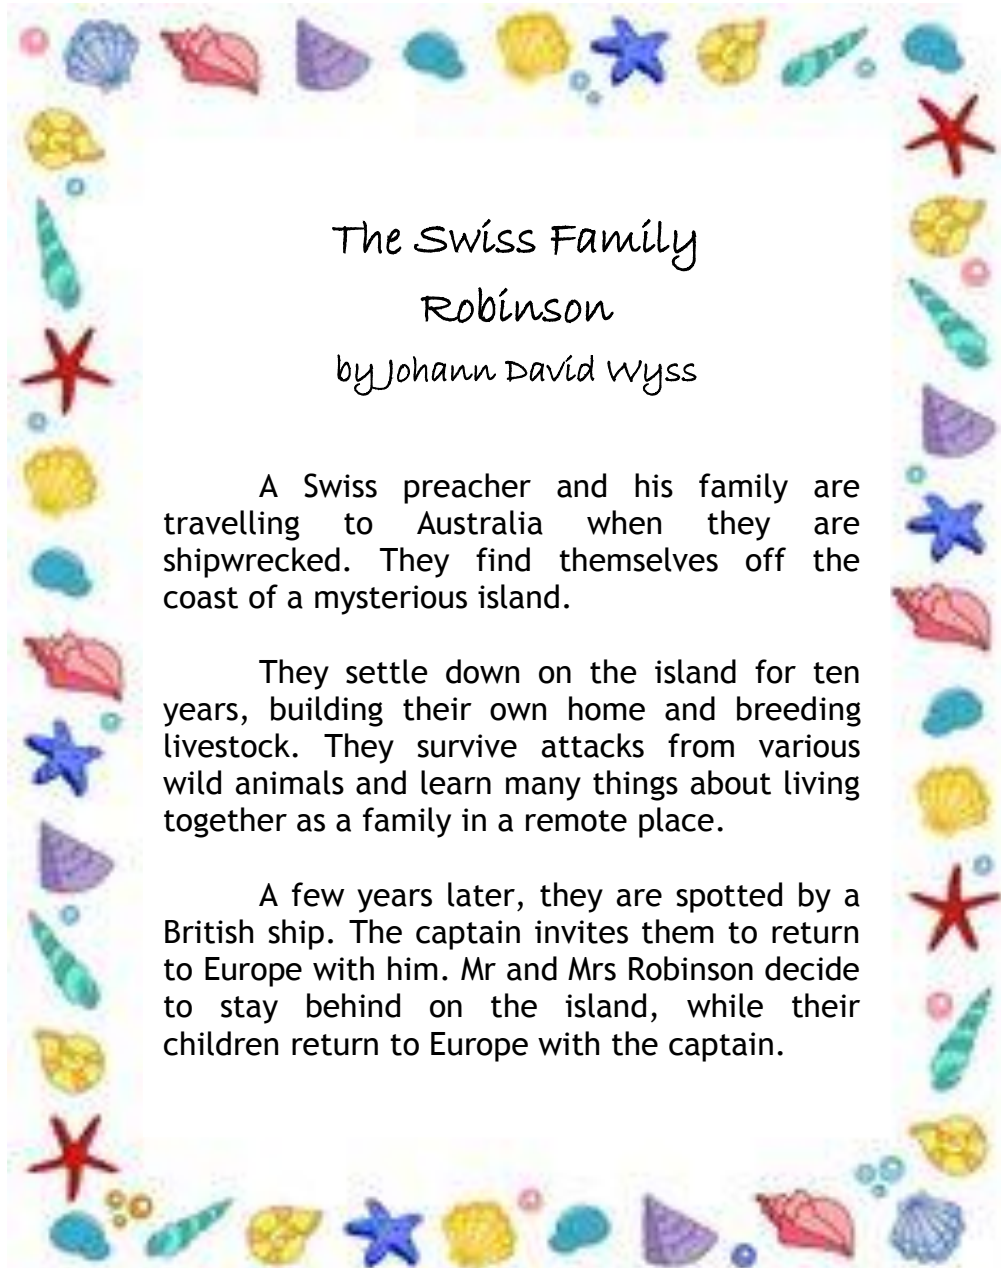 The Swiss Family
Robinson
by Johann David Wyss
A Swiss preacher and his family are
travelling to Australia when they are
shipwrecked. They find themselves off the
coast of a mysterious island.
They settle down on the island for ten
years, building their own home and breeding
livestock. They survive attacks from various
wild animals and learn many things about living
together as a family in a remote place.
A few years later, they are spotted by a
British ship. The captain invites them to return
to Europe with him. Mr and Mrs Robinson decide
to stay behind on the island, while their
children return to Europe with the captain.